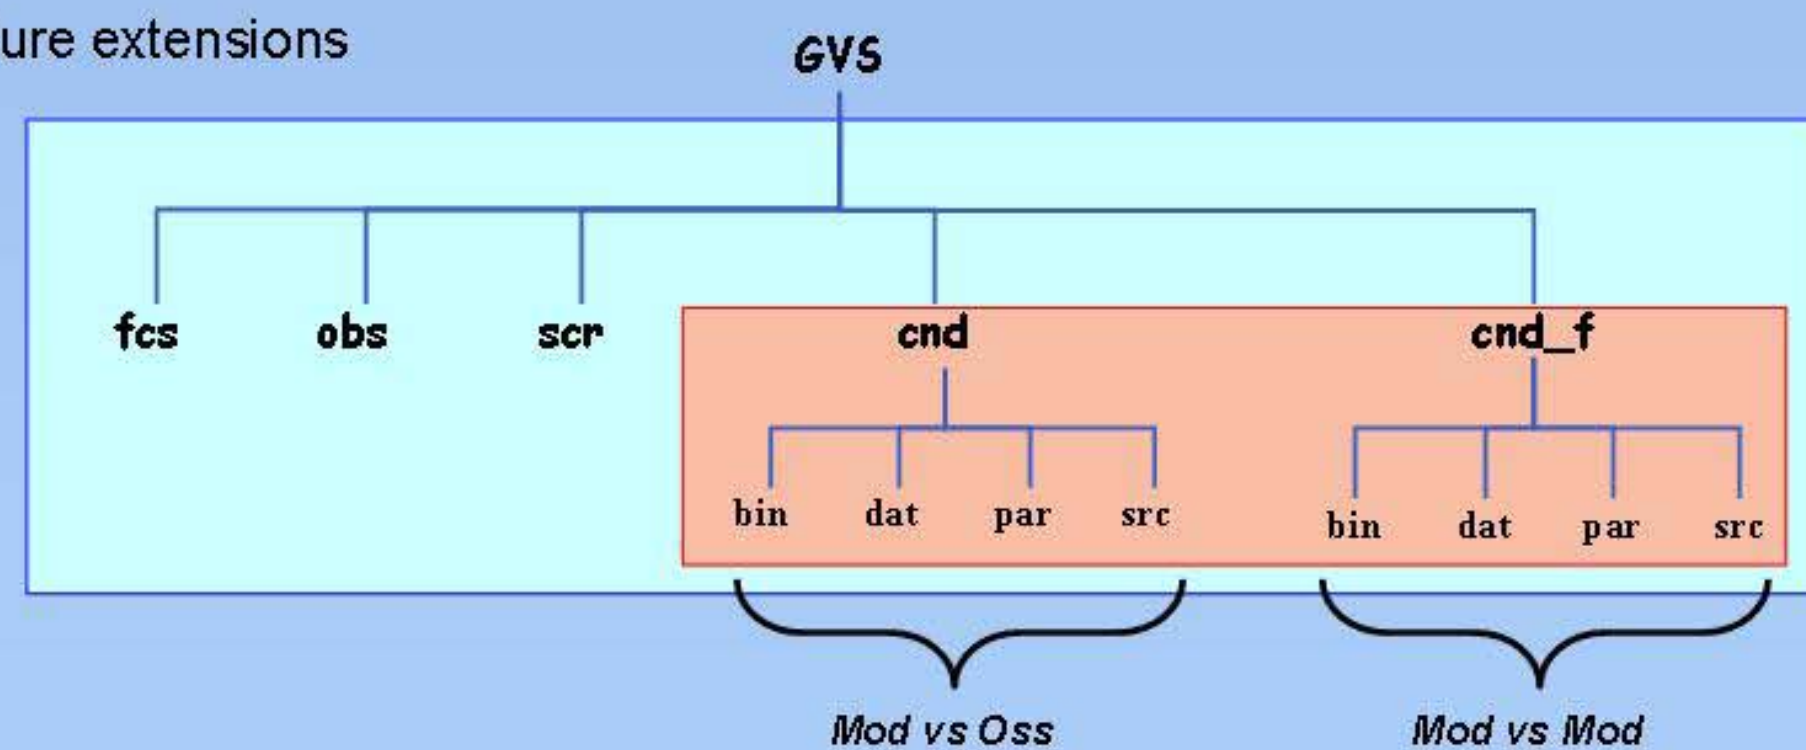 ure extensions
GVS
fcs obs scr cnd cnd_f
bin dat par src bin dat par src
Mod vs Oss Mod vs Mod